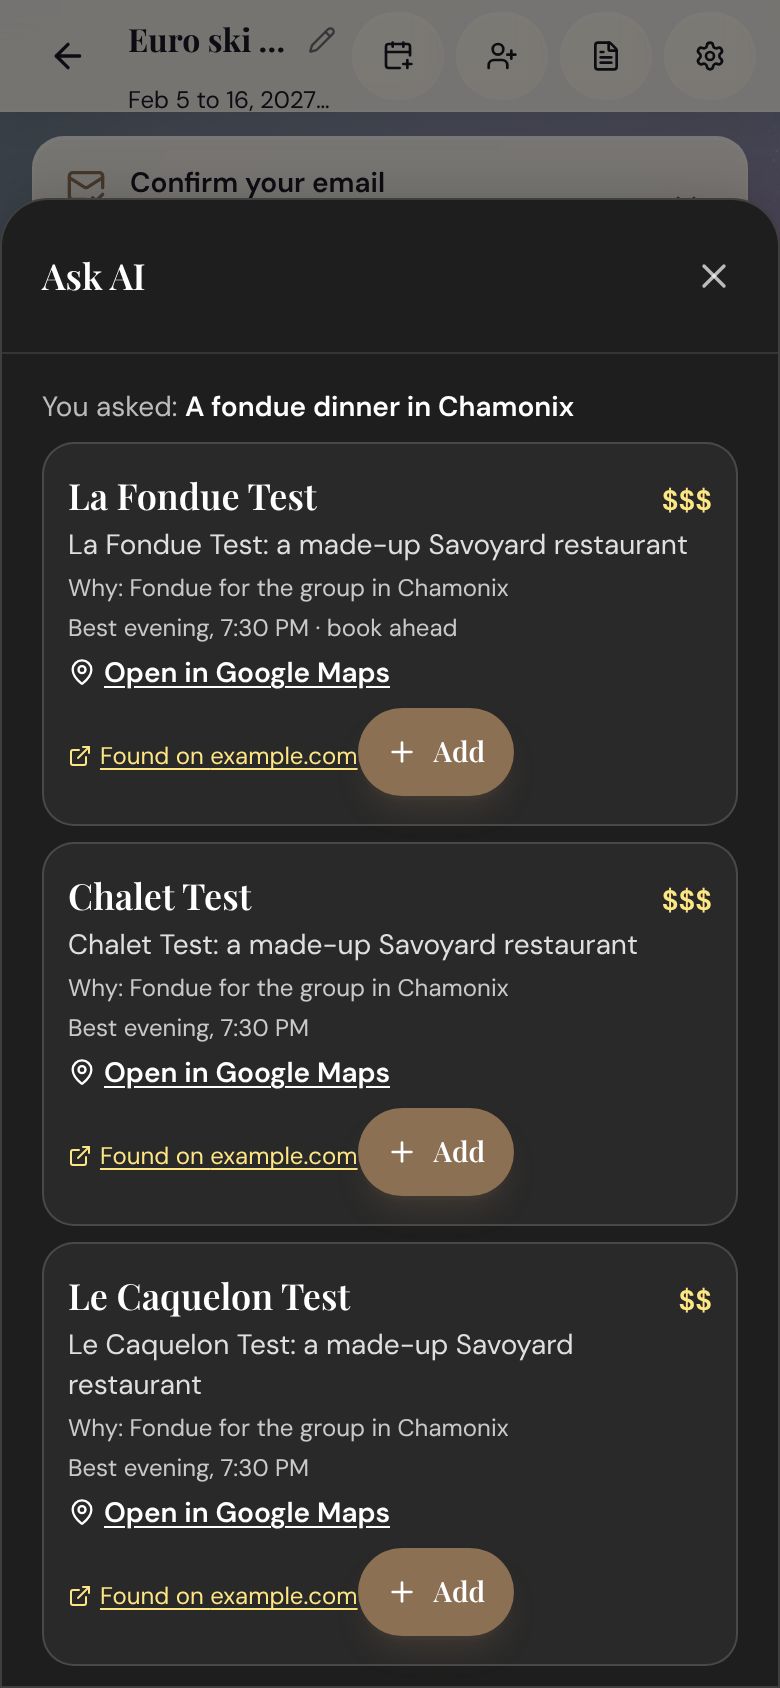 Euro ski ...
Feb 5 to 16, 2027...
Confirm your email
Ask AI
You asked: A fondue dinner in Chamonix
La Fondue Test
$$$
La Fondue Test: a made-up Savoyard restaurant
Why: Fondue for the group in Chamonix
Best evening, 7:30 PM · book ahead
Open in Google Maps
Found on example.com
+ Add
Chalet Test
$$$
Chalet Test: a made-up Savoyard restaurant
Why: Fondue for the group in Chamonix
Best evening, 7:30 PM
Open in Google Maps
Found on example.com
+ Add
Le Caquelon Test
$$
Le Caquelon Test: a made-up Savoyard
restaurant
Why: Fondue for the group in Chamonix
Best evening, 7:30 PM
Open in Google Maps
Found on example.com
+ Add